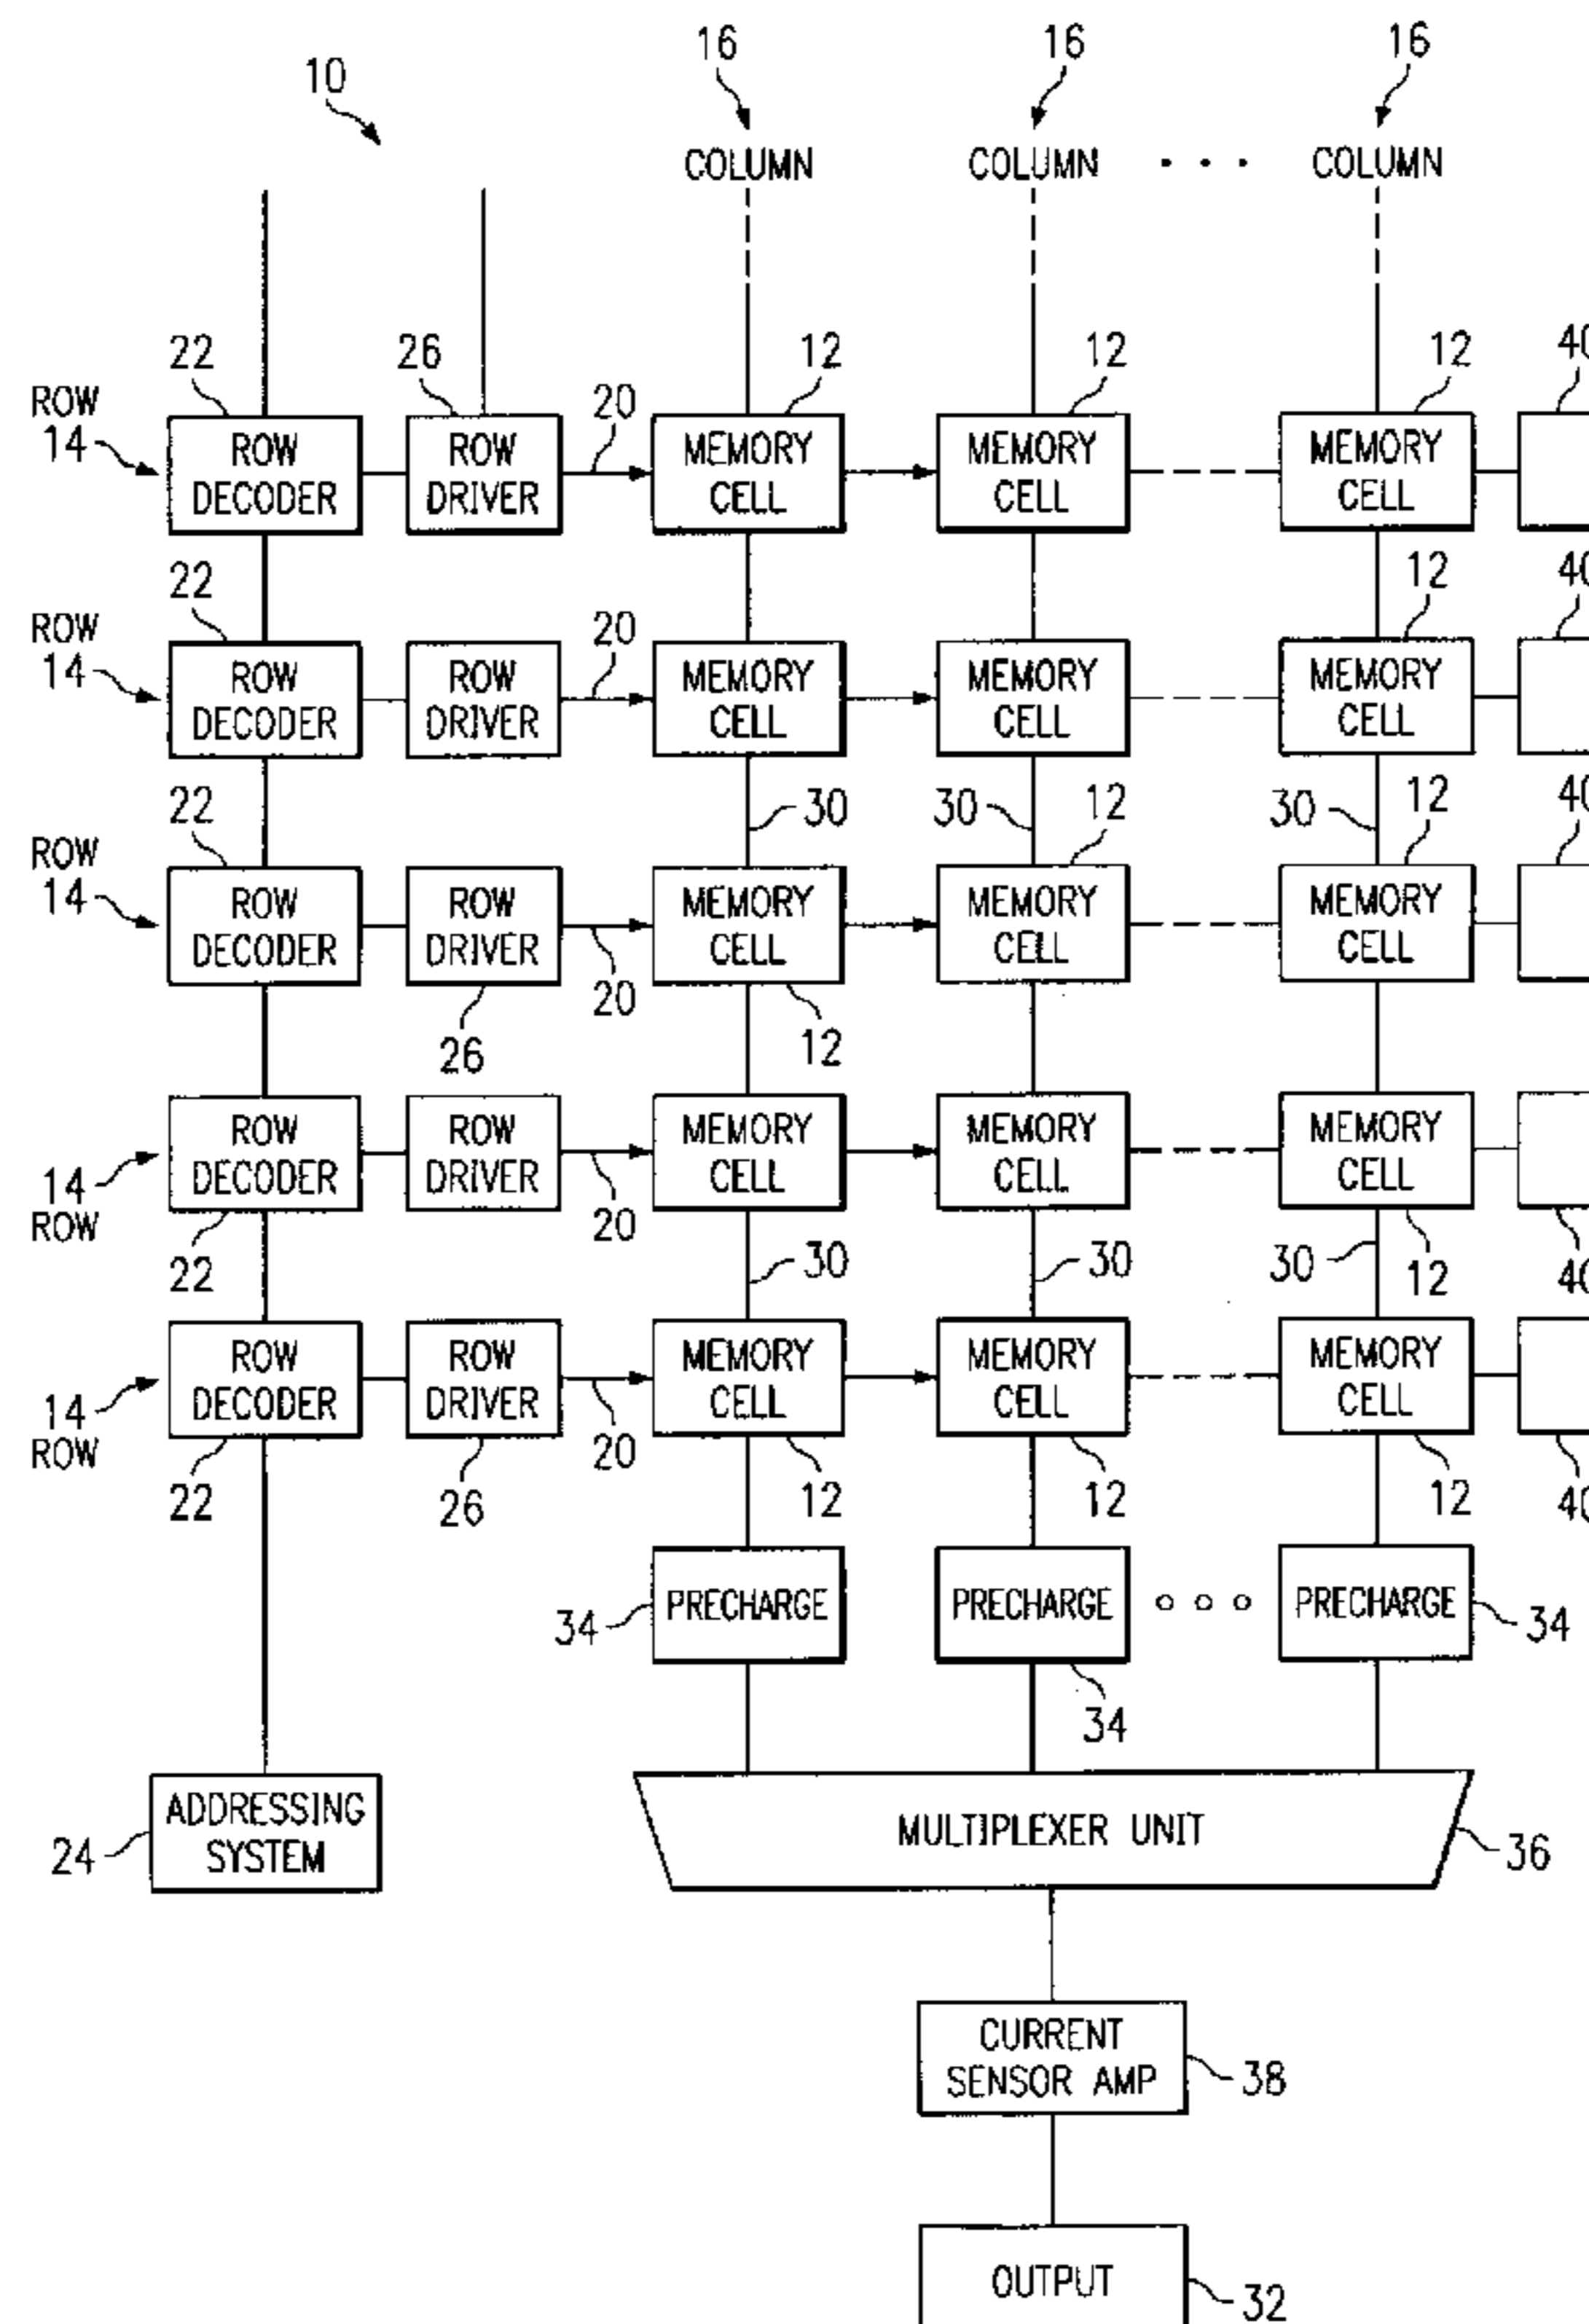 16 16 16
10
COLUMN COLUMN . . . COLUMN
22 26 12 12 12 40
ROW
14 20
ROW DECODER ROW DRIVER MEMORY CELL MEMORY CELL MEMORY CELL
22 12 40
ROW
14 20
ROW DECODER ROW DRIVER MEMORY CELL MEMORY CELL MEMORY CELL
22 30 30 12 30 12 40
ROW
14
ROW DECODER ROW DRIVER MEMORY CELL MEMORY CELL MEMORY CELL
20
26 12
ROW DECODER ROW DRIVER MEMORY CELL MEMORY CELL MEMORY CELL
14
ROW 20
22 30 30 30 12 40
ROW DECODER ROW DRIVER MEMORY CELL MEMORY CELL MEMORY CELL
14
ROW 20
22 26 12 12 12 40
PRECHARGE PRECHARGE PRECHARGE
34 34
34
ADDRESSING SYSTEM MULTIPLEXER UNIT
24 36
CURRENT
SENSOR AMP 38
OUTPUT 32